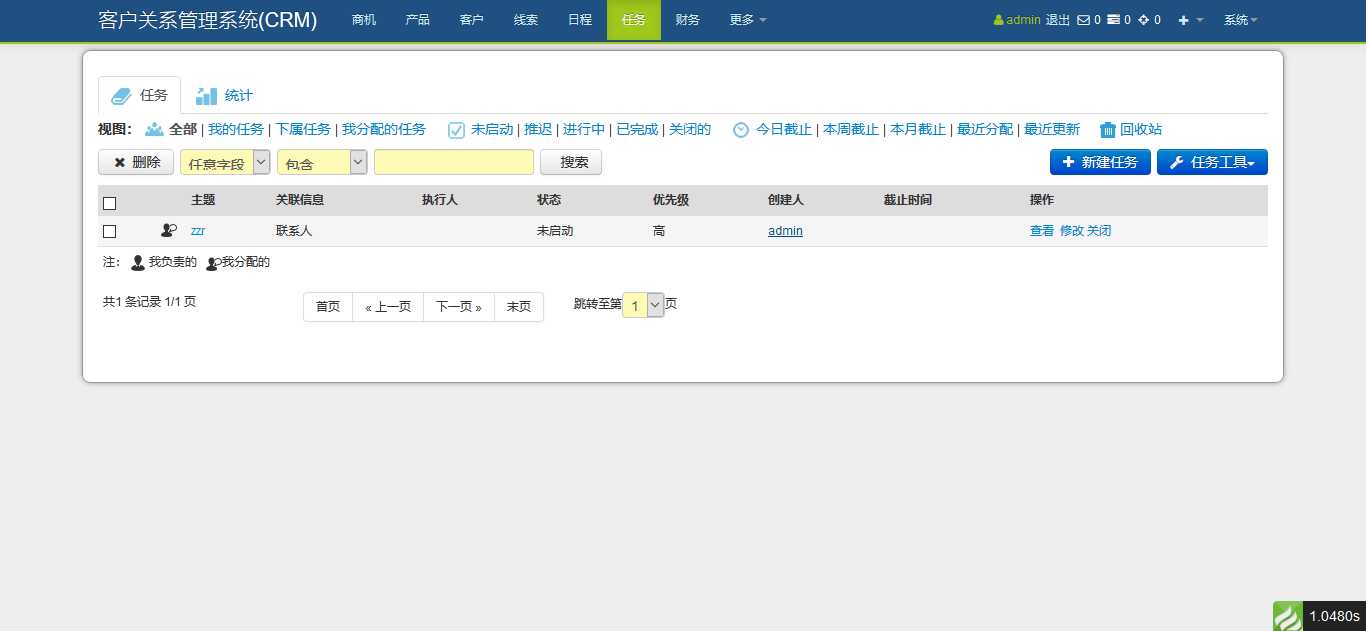 客户关系管理系统(CRM) 商机 产品 客户 线索 日程 任务 财务 更多 admin 退出 0 0 0 系统
任务 统计
视图： 全部 | 我的任务 | 下属任务 | 我分配的任务 未启动 | 推迟 | 进行中 | 已完成 | 关闭的 今日截止 | 本周截止 | 本月截止 | 最近分配 | 最近更新 回收站
删除 任意字段 包含 搜索 新建任务 任务工具
主题 关联信息 执行人 状态 优先级 创建人 截止时间 操作
zzr 联系人 未启动 高 admin 查看 修改 关闭
注： 我负责的 我分配的
共1 条记录 1/1 页 首页 « 上一页 下一页 » 末页 跳转至第 1 页
1.0480s